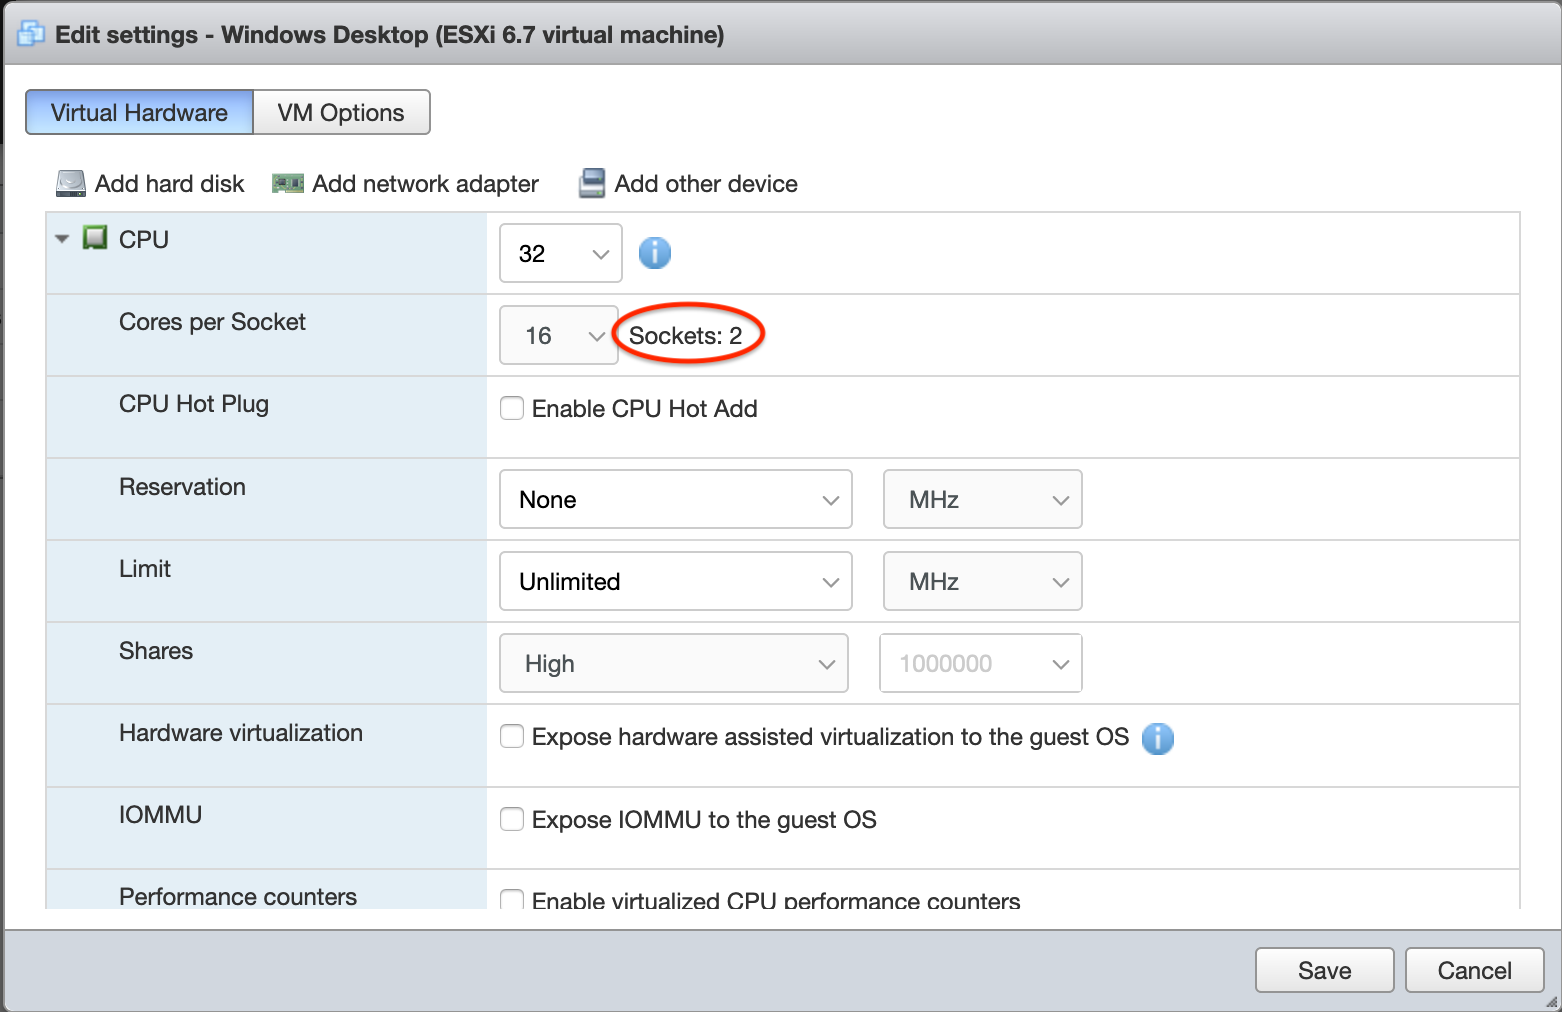 Edit settings - Windows Desktop (ESXi 6.7 virtual machine)
Virtual Hardware VM Options
Add hard disk Add network adapter Add other device
CPU 32
Cores per Socket 16 Sockets: 2
CPU Hot Plug Enable CPU Hot Add
Reservation None MHz
Limit Unlimited MHz
Shares High 1000000
Hardware virtualization Expose hardware assisted virtualization to the guest OS
IOMMU Expose IOMMU to the guest OS
Performance counters Enable virtualized CPU performance counters
Save Cancel